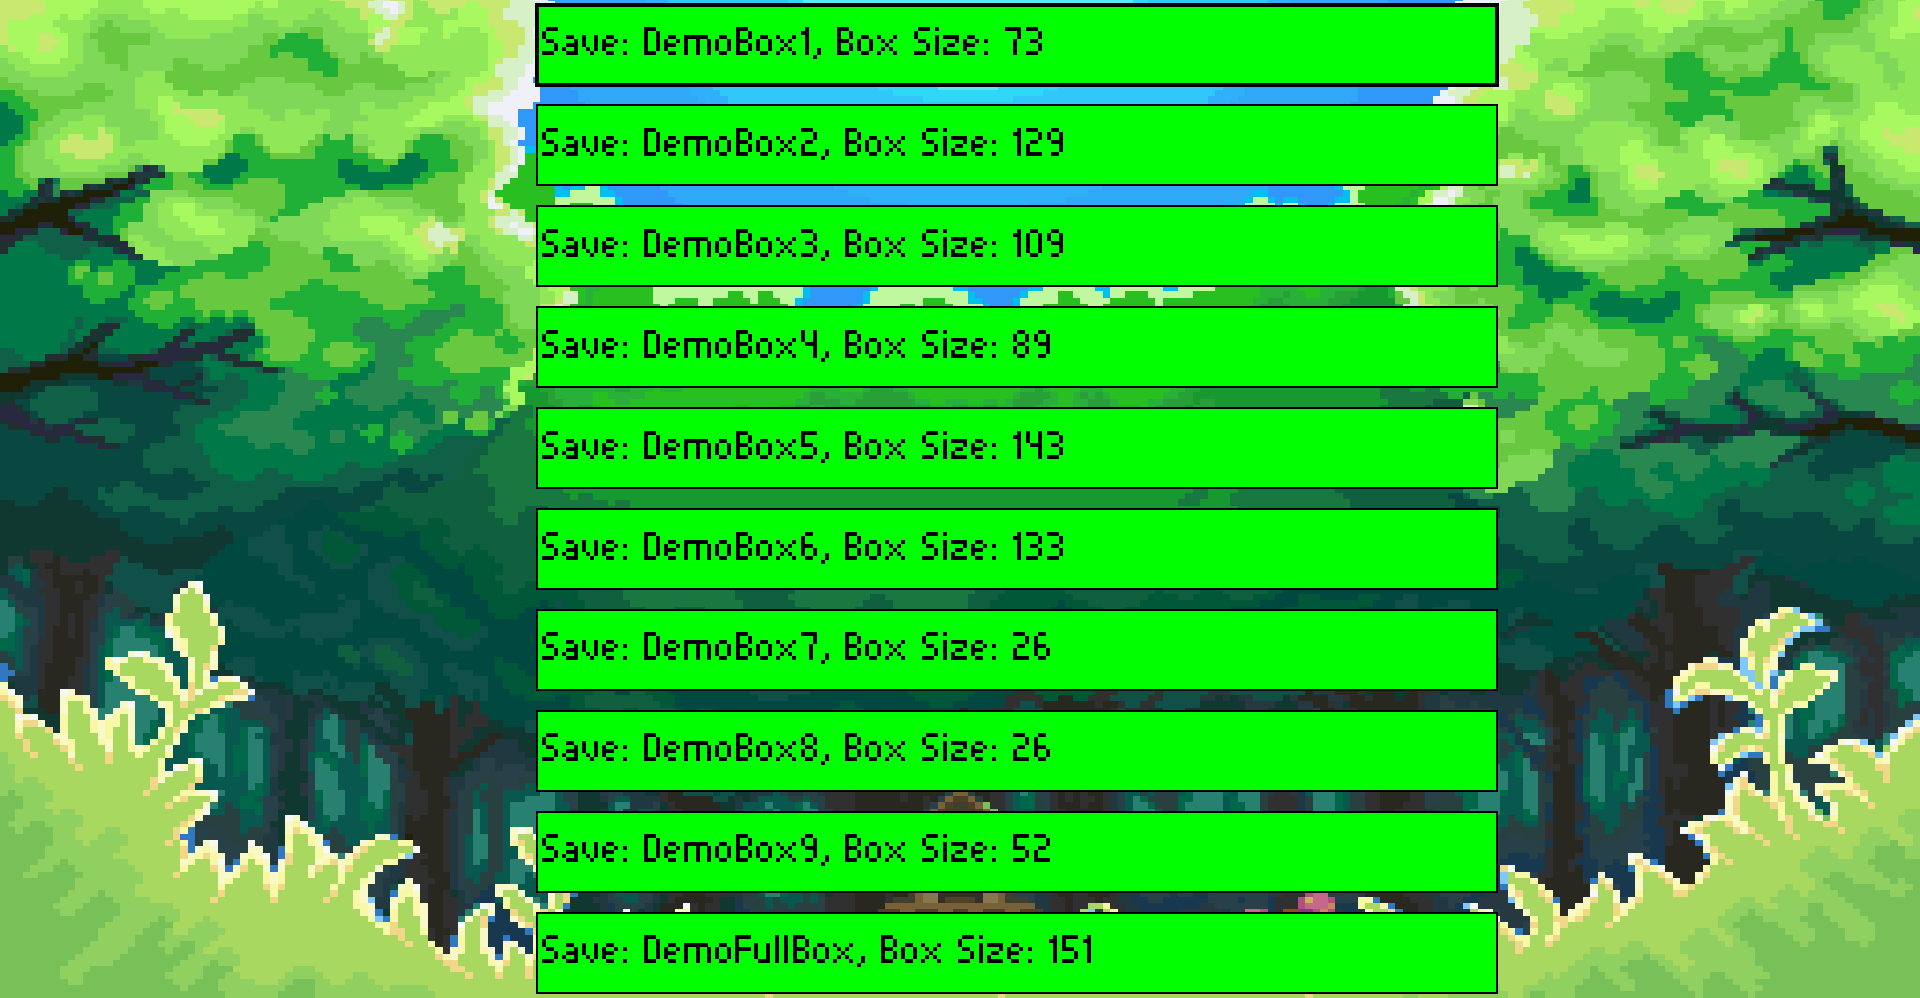 Save: DemoBox1, Box Size: 73
Save: DemoBox2, Box Size: 129
Save: DemoBox3, Box Size: 109
Save: DemoBox4, Box Size: 89
Save: DemoBox5, Box Size: 143
Save: DemoBox6, Box Size: 133
Save: DemoBox7, Box Size: 26
Save: DemoBox8, Box Size: 26
Save: DemoBox9, Box Size: 52
Save: DemoFullBox, Box Size: 151